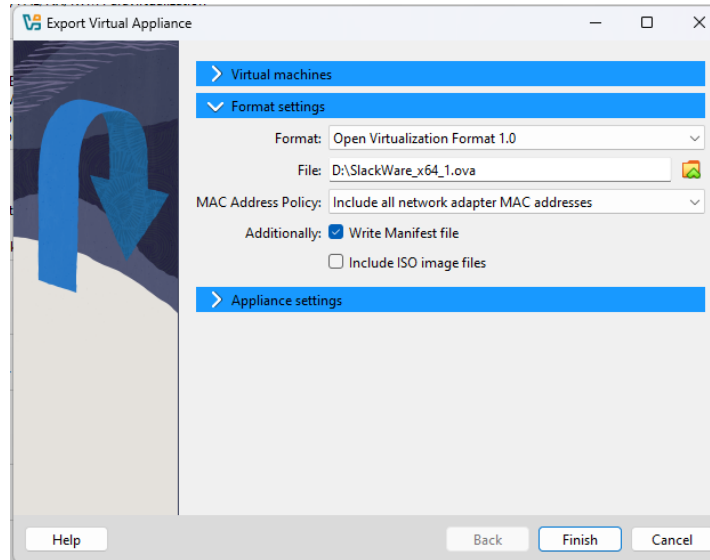 Export Virtual Appliance
Virtual machines
Format settings
Format: Open Virtualization Format 1.0
File: D:\SlackWare_x64_1.ova
MAC Address Policy: Include all network adapter MAC addresses
Additionally: Write Manifest file
Include ISO image files
Appliance settings
Help Back Finish Cancel